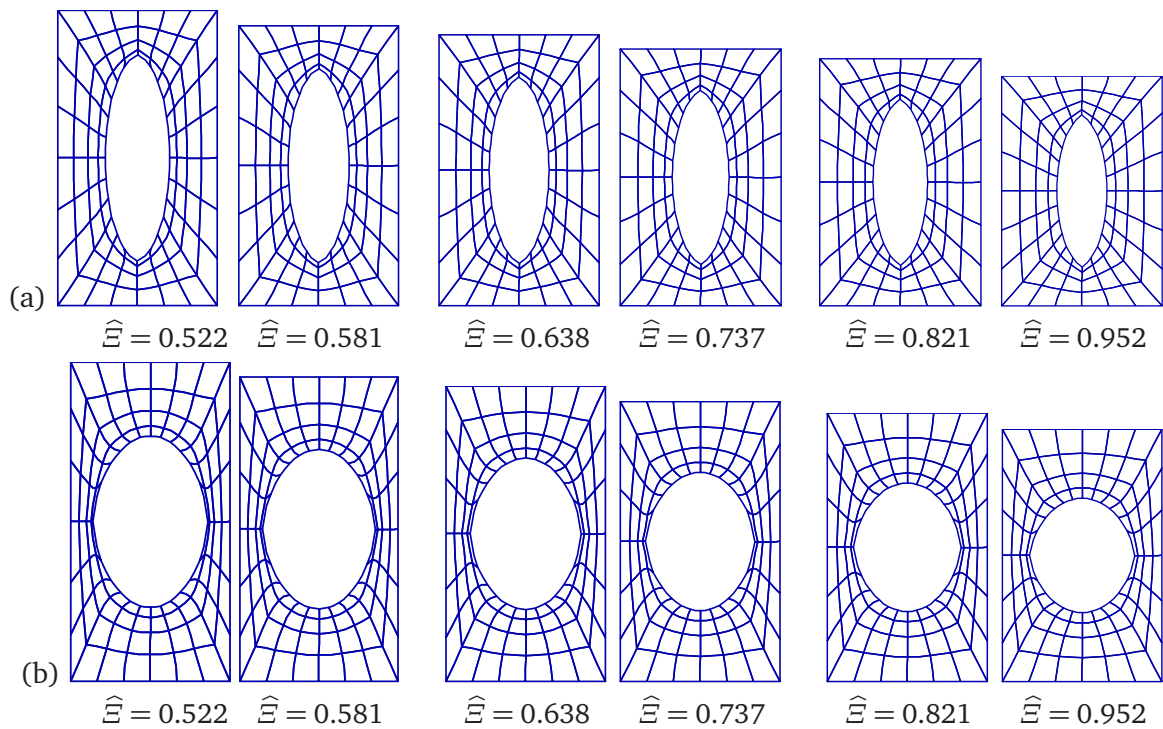 (a)
Ξ̂ = 0.522 Ξ̂ = 0.581 Ξ̂ = 0.638 Ξ̂ = 0.737 Ξ̂ = 0.821 Ξ̂ = 0.952
(b)
Ξ̂ = 0.522 Ξ̂ = 0.581 Ξ̂ = 0.638 Ξ̂ = 0.737 Ξ̂ = 0.821 Ξ̂ = 0.952